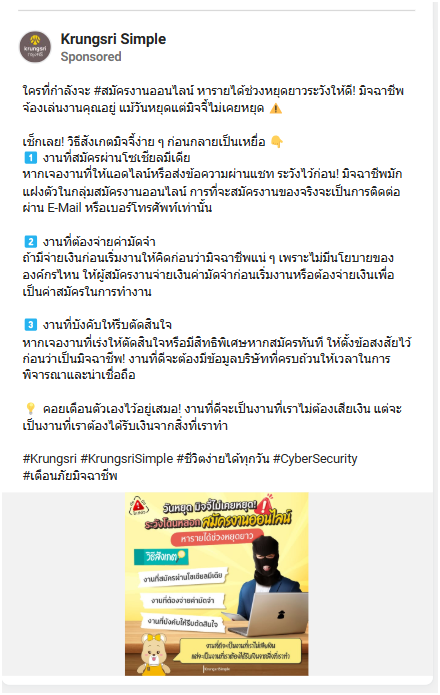 Krungsri Simple
Sponsored
krungsri
กรุงศรี
ใครที่กำลังจะ #สมัครงานออนไลน์ หารายได้ช่วงหยุดยาวระวังให้ดี! มิจฉาชีพ
จ้องเล่นงานคุณอยู่ แม้วันหยุดแต่มิจจี้ไม่เคยหยุด ⚠️
เช็กเลย! วิธีสังเกตมิจจี้ง่าย ๆ ก่อนกลายเป็นเหยื่อ 👇
1️⃣ งานที่สมัครผ่านโซเชียลมีเดีย
หากเจองานที่ให้แอดไลน์หรือส่งข้อความผ่านแชท ระวังไว้ก่อน! มิจฉาชีพมัก
แฝงตัวในกลุ่มสมัครงานออนไลน์ การที่จะสมัครงานของจริงจะเป็นการติดต่อ
ผ่าน E-Mail หรือเบอร์โทรศัพท์เท่านั้น
2️⃣ งานที่ต้องจ่ายค่ามัดจำ
ถ้ามีจ่ายเงินก่อนเริ่มงานให้คิดก่อนว่ามิจฉาชีพแน่ ๆ เพราะไม่มีนโยบายของ
องค์กรไหน ให้ผู้สมัครงานจ่ายเงินค่ามัดจำก่อนเริ่มงานหรือต้องจ่ายเงินเพื่อ
เป็นค่าสมัครในการทำงาน
3️⃣ งานที่บังคับให้รีบตัดสินใจ
หากเจองานที่เร่งให้ตัดสินใจหรือมีสิทธิพิเศษหากสมัครทันที ให้ตั้งข้อสงสัยไว้
ก่อนว่าเป็นมิจฉาชีพ! งานที่ดีจะต้องมีข้อมูลบริษัทที่ครบถ้วนให้เวลาในการ
พิจารณาและน่าเชื่อถือ
💡 คอยเตือนตัวเองไว้อยู่เสมอ! งานที่ดีจะเป็นงานที่เราไม่ต้องเสียเงิน แต่จะ
เป็นงานที่เราต้องได้รับเงินจากสิ่งที่เราทำ
#Krungsri #KrungsriSimple #ชีวิตง่ายได้ทุกวัน #CyberSecurity
#เตือนภัยมิจฉาชีพ
วันหยุด มิจจี้ไม่เคยหยุด!
ระวังโดนหลอก สมัครงานออนไลน์
หารายได้ช่วงหยุดยาว
วิธีสังเกต
งานที่สมัครผ่านโซเชียลมีเดีย
งานที่ต้องจ่ายค่ามัดจำ
งานที่บังคับให้รีบตัดสินใจ
งานที่ดีจะเป็นงานที่เราไม่เสียเงิน
แต่จะเป็นงานที่เราต้องได้เงินจากสิ่งที่เราทำ
Krungsri Simple